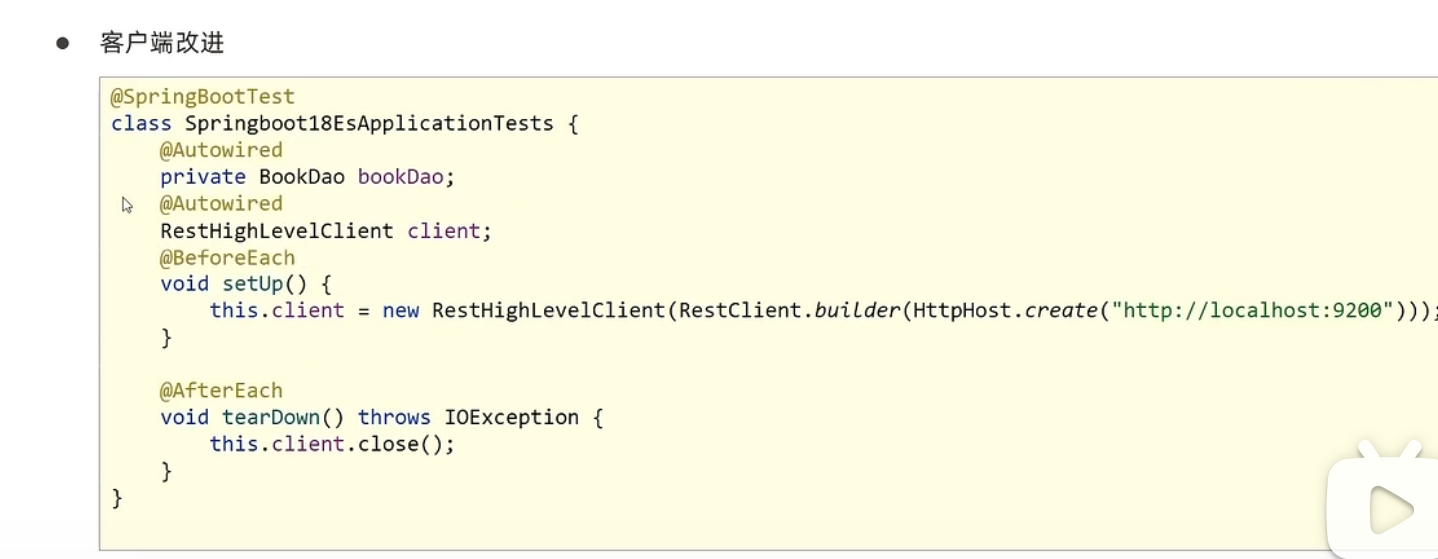 ● 客户端改进
@SpringBootTest
class Springboot18EsApplicationTests {
    @Autowired
    private BookDao bookDao;
    @Autowired
    RestHighLevelClient client;
    @BeforeEach
    void setUp() {
        this.client = new RestHighLevelClient(RestClient.builder(HttpHost.create("http://localhost:9200")));
    }
    @AfterEach
    void tearDown() throws IOException {
        this.client.close();
    }
}